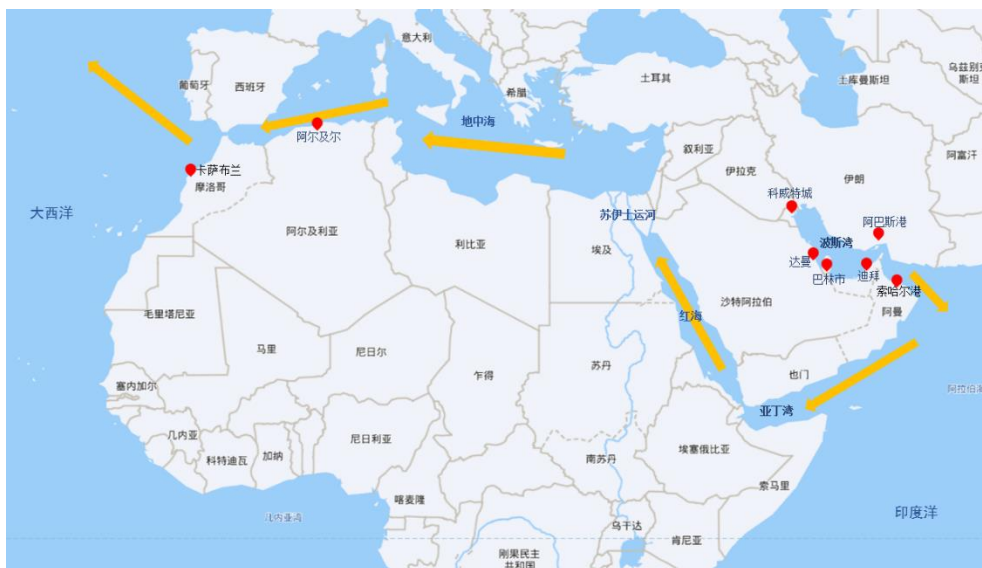 意大利
乌兹别
克斯坦
葡萄牙
西班牙
土耳其
土库曼斯坦
希腊
地中海
阿尔及尔
叙利亚
阿富汗
卡萨布兰
伊拉克
伊朗
摩洛哥
科威特城
大西洋
苏伊士运河
阿巴斯港
阿尔及利亚
利比亚
埃及
波斯湾
达曼
迪拜
巴林市
索哈尔港
沙特阿拉伯
阿曼
毛里塔尼亚
红海
马里
尼日尔
乍得
苏丹
也门
塞内加尔
阿拉伯海
亚丁湾
几内亚
尼日利亚
科特迪瓦
加纳
埃塞俄比亚
南苏丹
索马里
喀麦隆
几内亚湾
印度洋
乌干达
肯尼亚
刚果民主
共和国